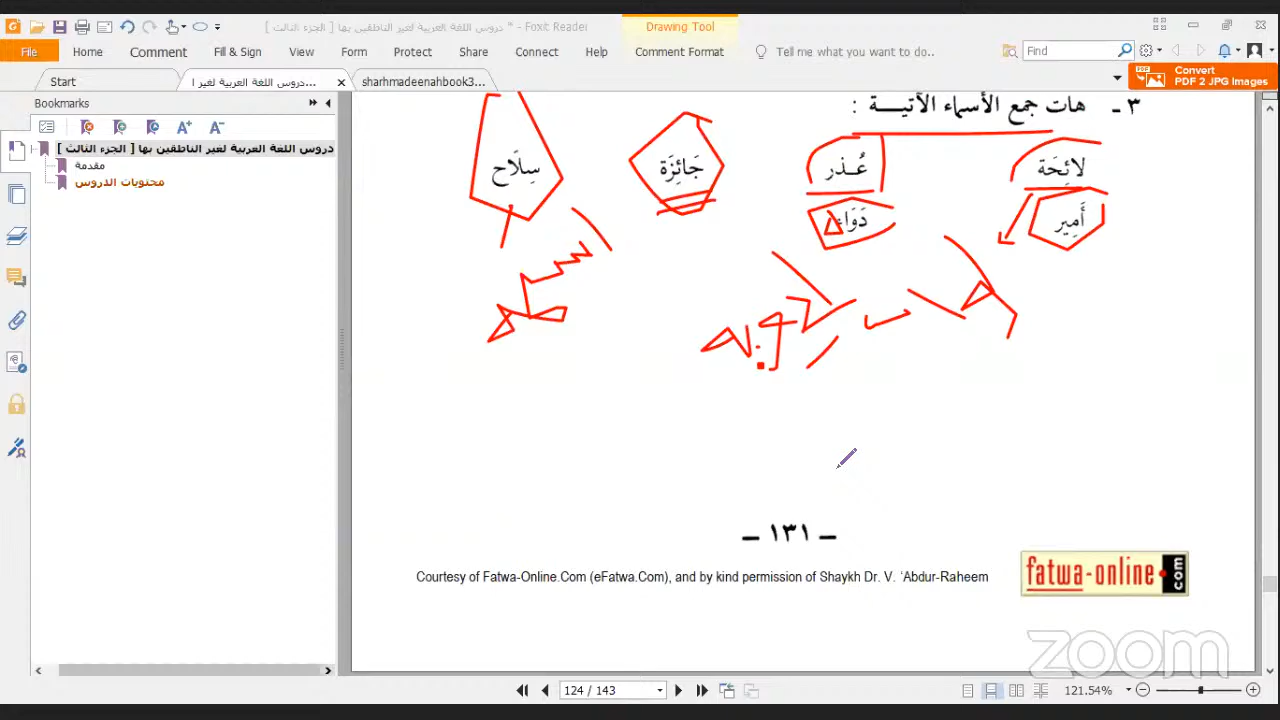 دروس اللغة العربية لغير الناطقين بها [ الجزء الثالث ] * - Foxit Reader
Drawing Tool
File Home Comment Fill & Sign View Form Protect Share Connect Help Comment Format Tell me what you want to do.. Find
Start دروس اللغة العربية لغير ا... sharhmadeenahbook3...
Convert
PDF 2 JPG Images
Bookmarks
دروس اللغة العربية لغير الناطقين بها [ الجزء الثالث ]
مقدمة
محتويات الدروس
٣ ـ هات جمع الأسماء الآتيـــة :
لائِحَة عُـذر جَائِزَة سِلَاح
أَمِير دَوَاء
– ١٣١ –
Courtesy of Fatwa-Online.Com (eFatwa.Com), and by kind permission of Shaykh Dr. V. ‘Abdur-Raheem
fatwa-online.com
zoom
124 / 143 121.54%